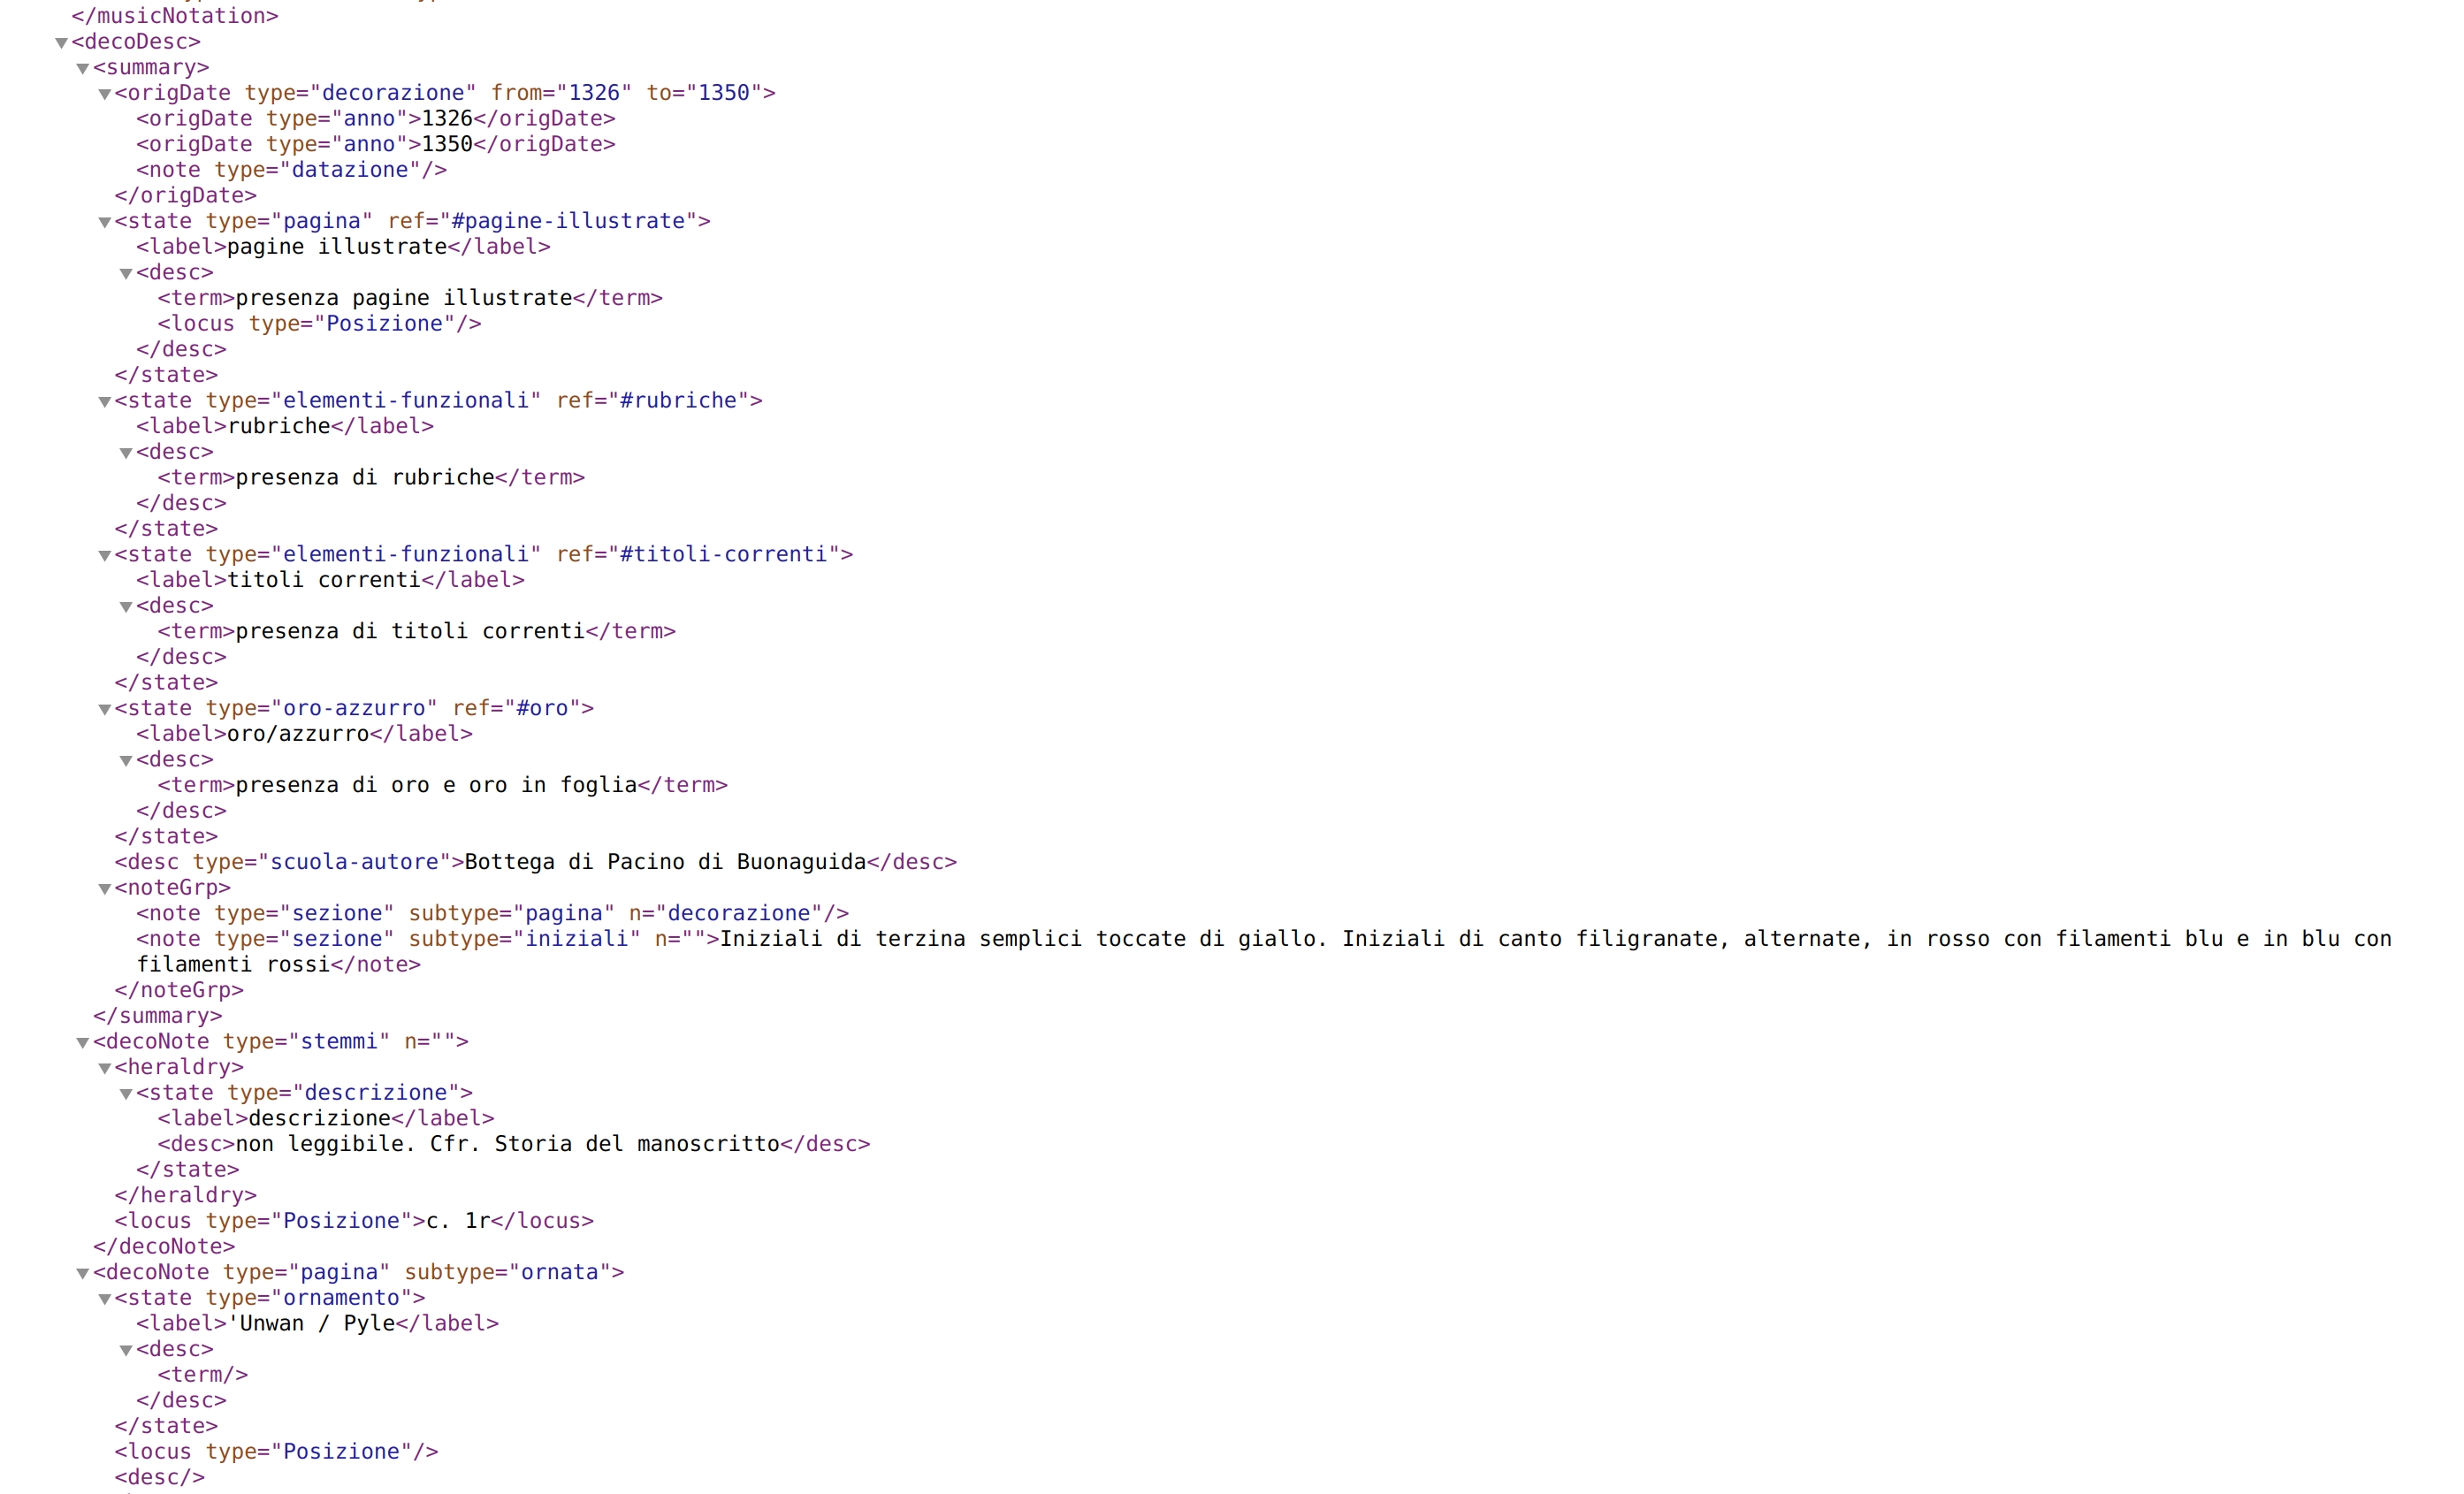 </musicNotation>
▼<decoDesc>
▼<summary>
▼<origDate type="decorazione" from="1326" to="1350">
<origDate type="anno">1326</origDate>
<origDate type="anno">1350</origDate>
<note type="datazione"/>
</origDate>
▼<state type="pagina" ref="#pagine-illustrate">
<label>pagine illustrate</label>
▼<desc>
<term>presenza pagine illustrate</term>
<locus type="Posizione"/>
</desc>
</state>
▼<state type="elementi-funzionali" ref="#rubriche">
<label>rubriche</label>
▼<desc>
<term>presenza di rubriche</term>
</desc>
</state>
▼<state type="elementi-funzionali" ref="#titoli-correnti">
<label>titoli correnti</label>
▼<desc>
<term>presenza di titoli correnti</term>
</desc>
</state>
▼<state type="oro-azzurro" ref="#oro">
<label>oro/azzurro</label>
▼<desc>
<term>presenza di oro e oro in foglia</term>
</desc>
</state>
<desc type="scuola-autore">Bottega di Pacino di Buonaguida</desc>
▼<noteGrp>
<note type="sezione" subtype="pagina" n="decorazione"/>
<note type="sezione" subtype="iniziali" n="">Iniziali di terzina semplici toccate di giallo. Iniziali di canto filigranate, alternate, in rosso con filamenti blu e in blu con
filamenti rossi</note>
</noteGrp>
</summary>
▼<decoNote type="stemmi" n="">
▼<heraldry>
▼<state type="descrizione">
<label>descrizione</label>
<desc>non leggibile. Cfr. Storia del manoscritto</desc>
</state>
</heraldry>
<locus type="Posizione">c. 1r</locus>
</decoNote>
▼<decoNote type="pagina" subtype="ornata">
▼<state type="ornamento">
<label>'Unwan / Pyle</label>
▼<desc>
<term/>
</desc>
</state>
<locus type="Posizione"/>
<desc/>